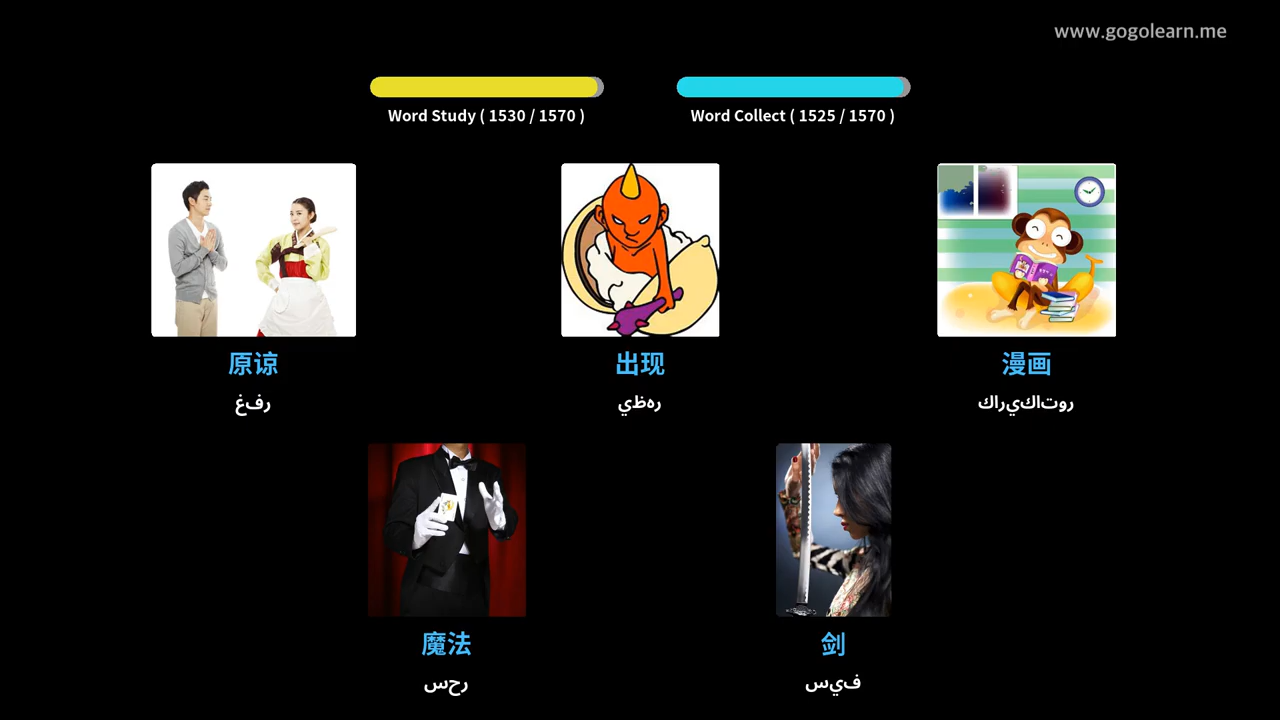 www.gogolearn.me
Word Study ( 1530 / 1570 )
Word Collect ( 1525 / 1570 )
原谅
رفغ
出现
رهظي
漫画
روتاكيراك
魔法
رحس
剑
فيس